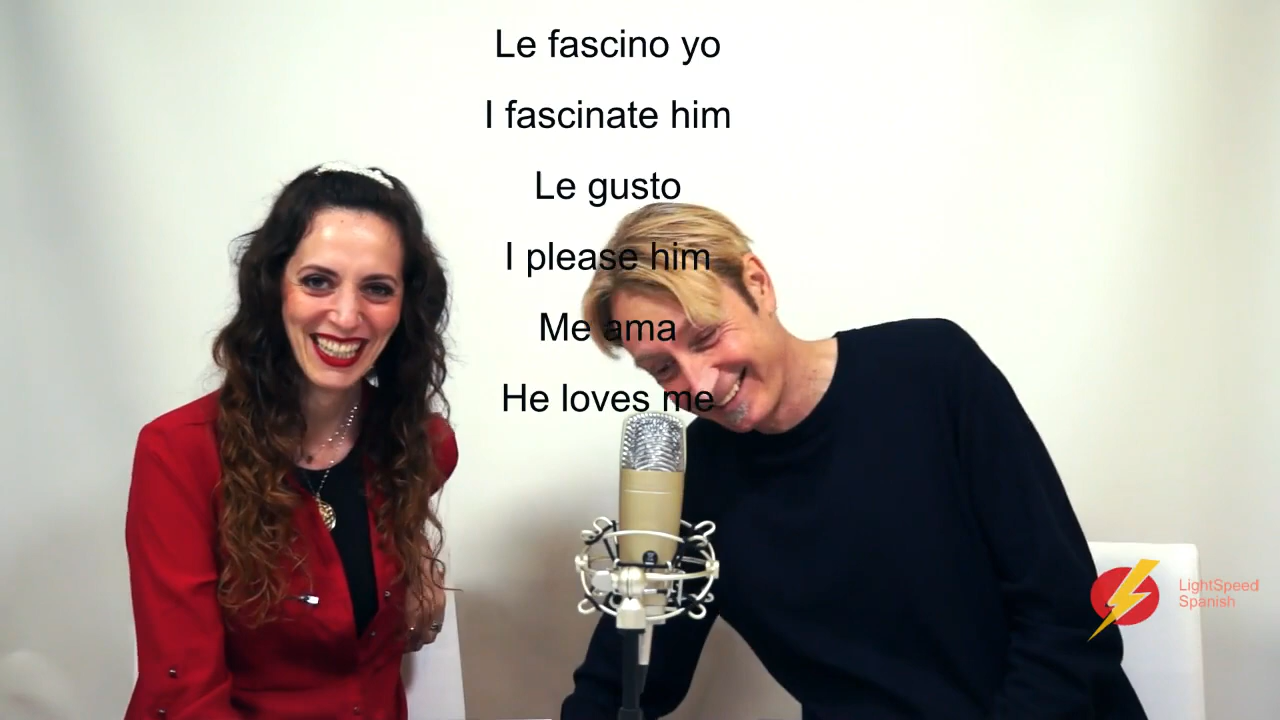 Le fascino yo
I fascinate him
Le gusto
I please him
Me ama
He loves me
LightSpeed
Spanish